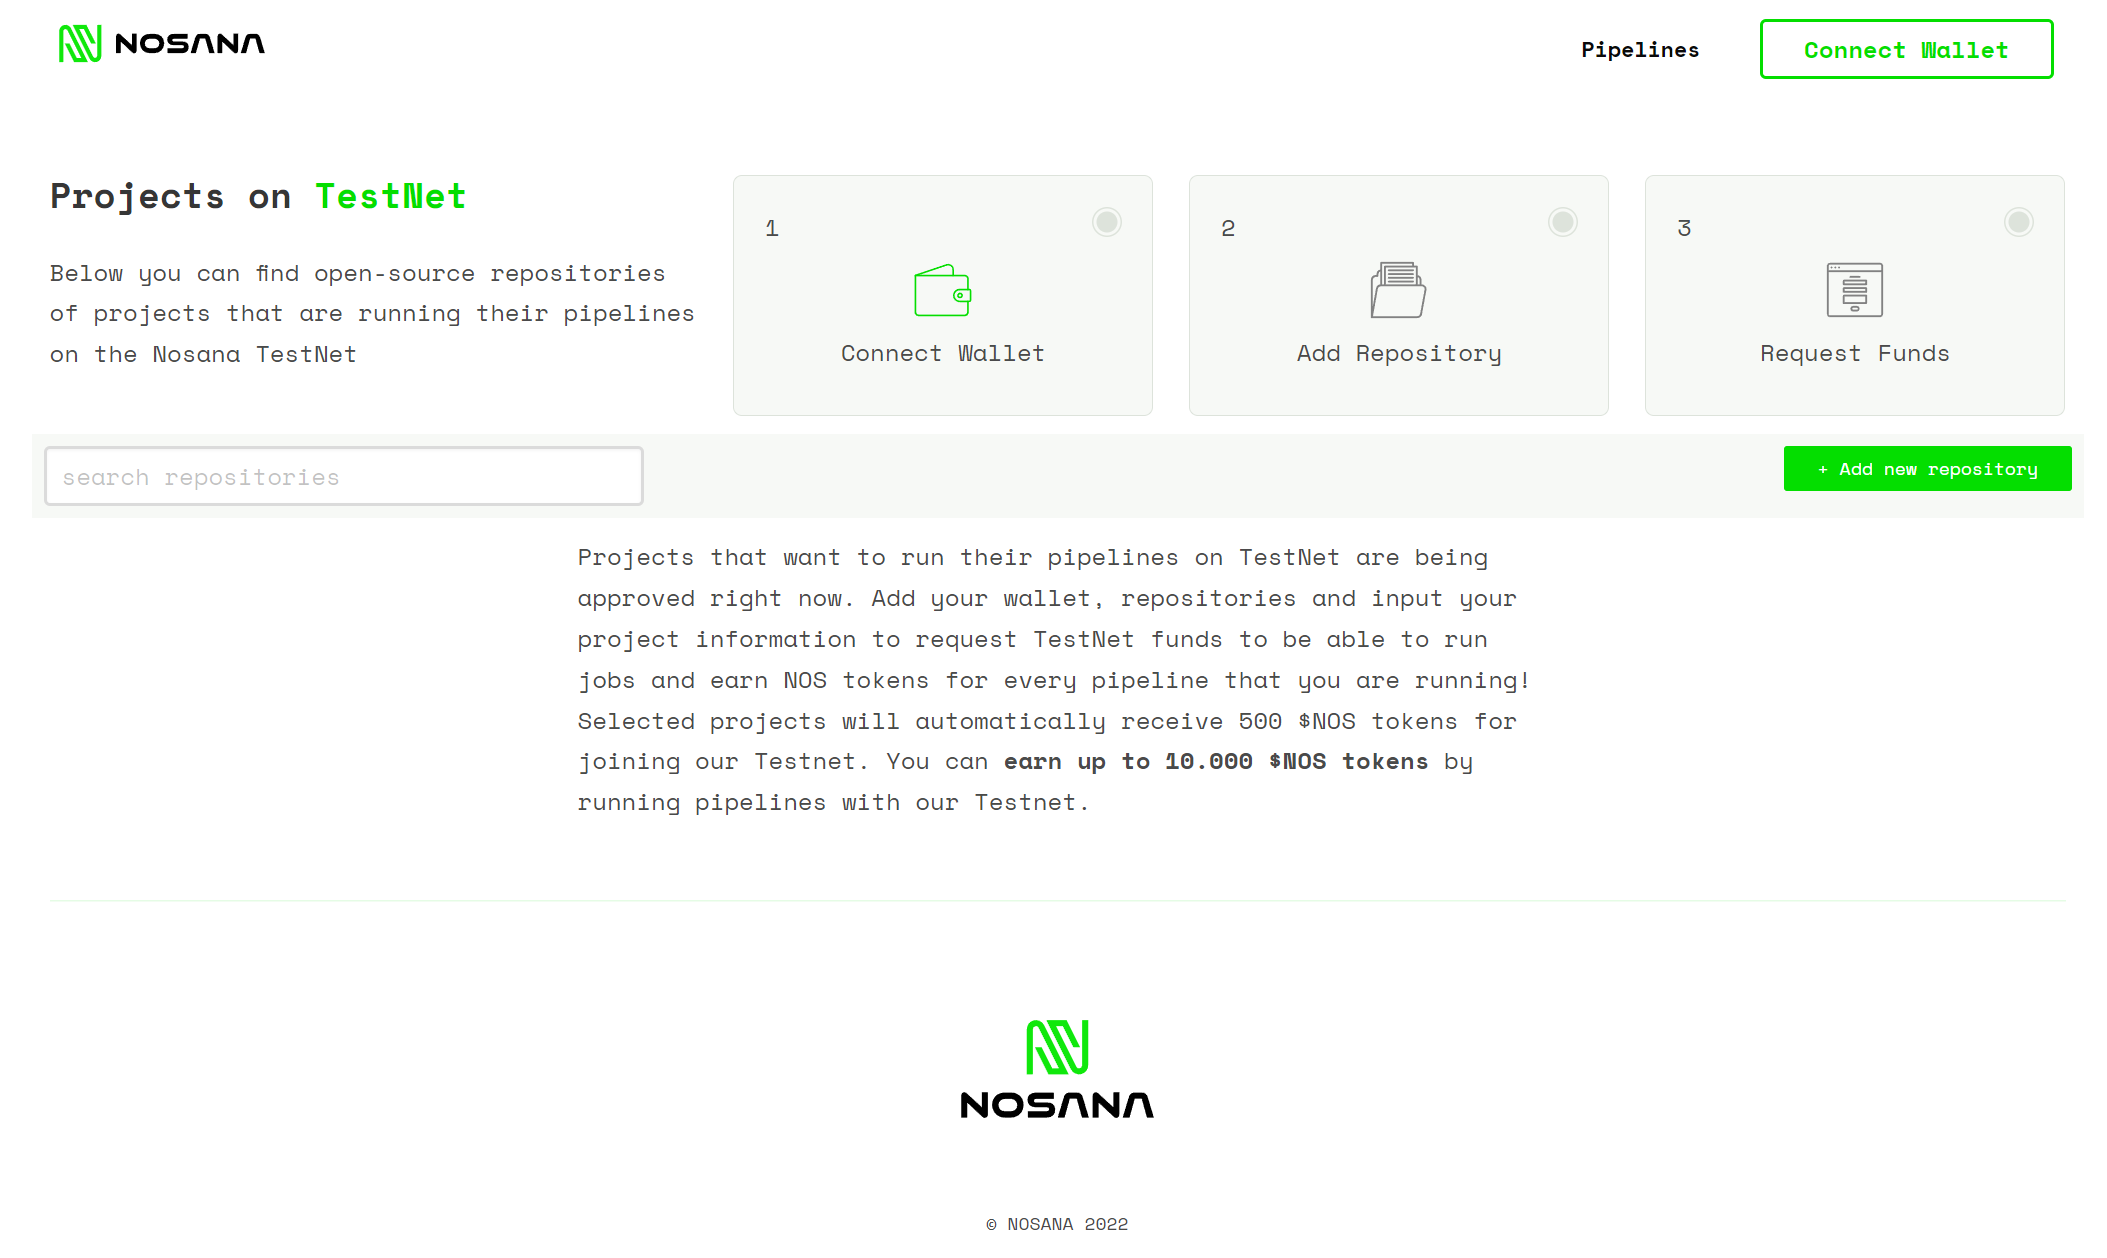 NOSANA
Pipelines
Connect Wallet
Projects on TestNet
Below you can find open-source repositories
of projects that are running their pipelines
on the Nosana TestNet
1
Connect Wallet
2
Add Repository
3
Request Funds
search repositories
+ Add new repository
Projects that want to run their pipelines on TestNet are being
approved right now. Add your wallet, repositories and input your
project information to request TestNet funds to be able to run
jobs and earn NOS tokens for every pipeline that you are running!
Selected projects will automatically receive 500 $NOS tokens for
joining our Testnet. You can earn up to 10.000 $NOS tokens by
running pipelines with our Testnet.
NOSANA
© NOSANA 2022